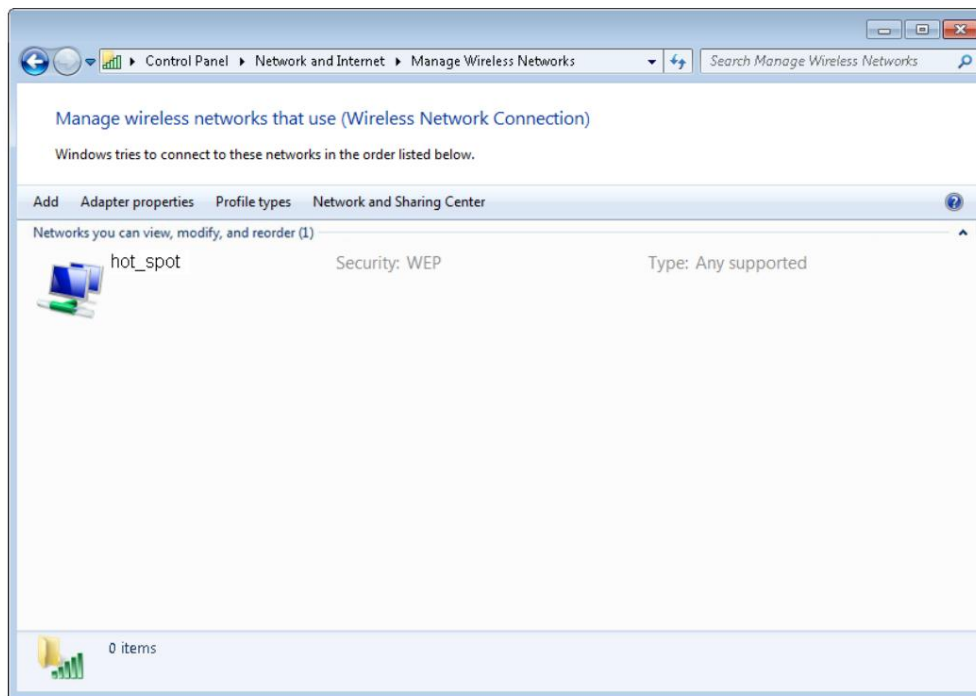 Control Panel Network and Internet Manage Wireless Networks Search Manage Wireless Networks
Manage wireless networks that use (Wireless Network Connection)
Windows tries to connect to these networks in the order listed below.
Add Adapter properties Profile types Network and Sharing Center
Networks you can view, modify, and reorder (1)
hot_spot Security: WEP Type: Any supported
0 items